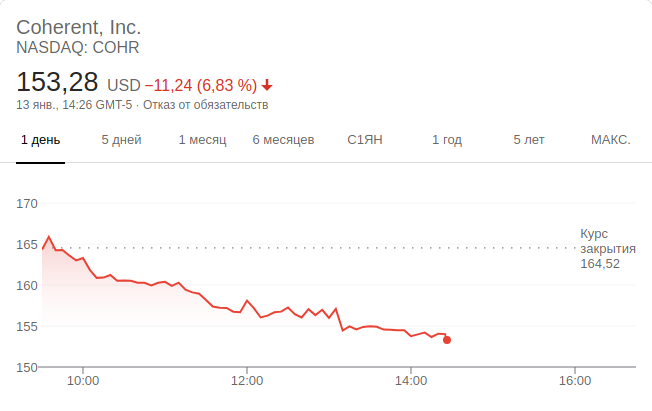 Coherent, Inc.
NASDAQ: COHR
153,28 USD −11,24 (6,83 %)
13 янв., 14:26 GMT-5 · Отказ от обязательств
1 день 5 дней 1 месяц 6 месяцев С1ЯН 1 год 5 лет МАКС.
170
165
160
155
150
Курс
закрытия
164,52
10:00 12:00 14:00 16:00